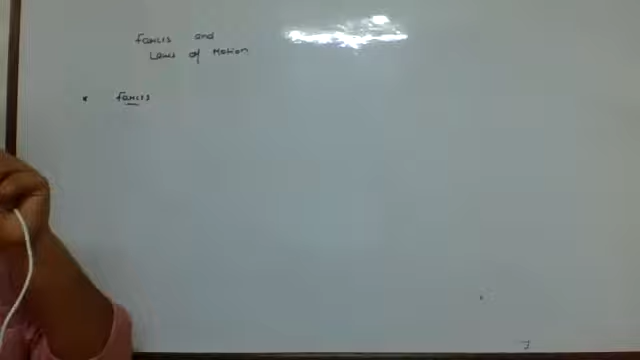 Forces and
Laws of Motion
* Forces